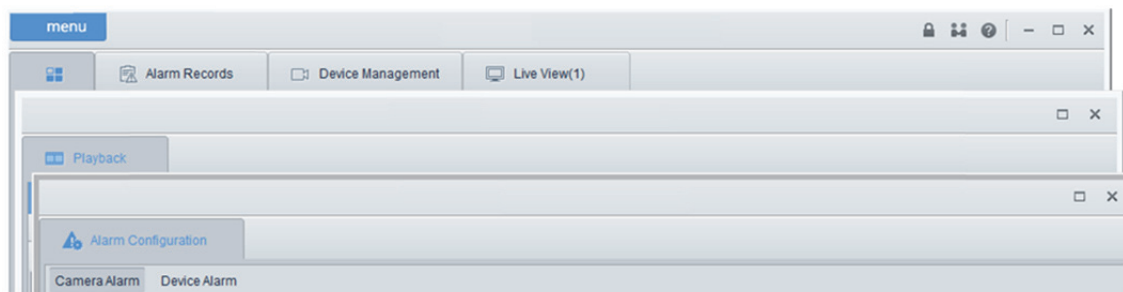 menu
Alarm Records Device Management Live View(1)
Playback
Alarm Configuration
Camera Alarm Device Alarm